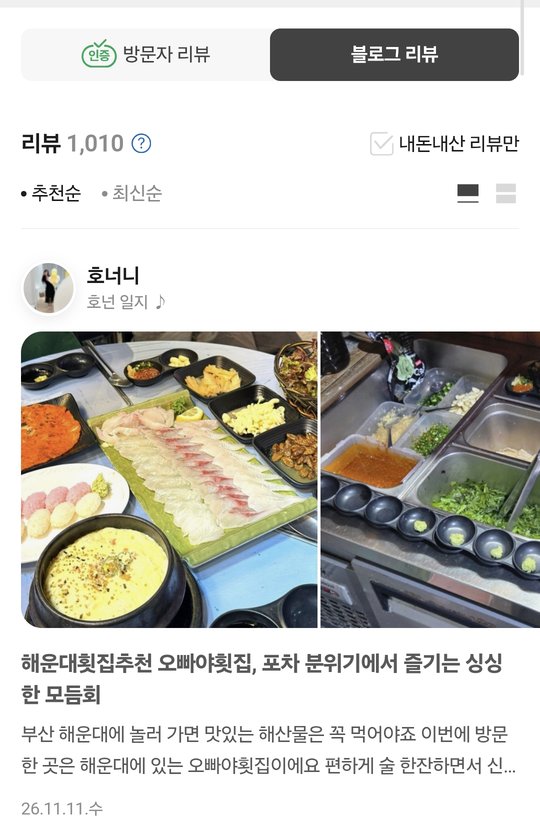 인증 방문자 리뷰
블로그 리뷰
리뷰 1,010 ?
내돈내산 리뷰만
• 추천순 • 최신순
호너니
호넌 일지 ♪
해운대횟집추천 오빠야횟집, 포차 분위기에서 즐기는 싱싱
한 모듬회
부산 해운대에 놀러 가면 맛있는 해산물은 꼭 먹어야죠 이번에 방문
한 곳은 해운대에 있는 오빠야횟집이에요 편하게 술 한잔하면서 신...
26.11.11.수